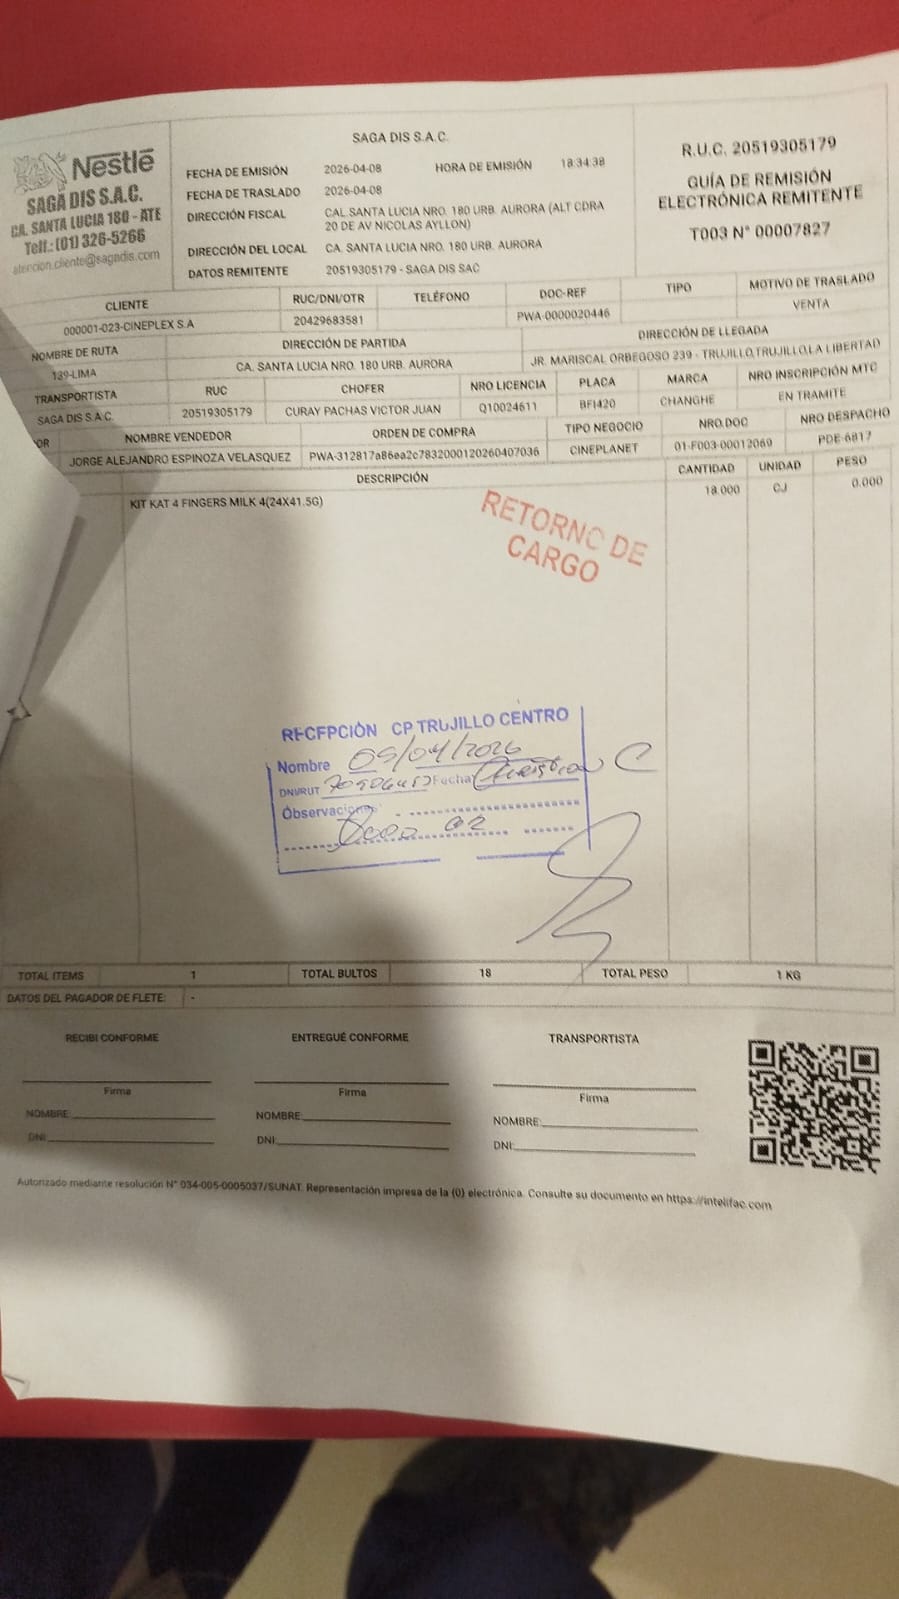 Nestlé
SAGA DIS S.A.C.
CA. SANTA LUCIA 180 - ATE
Telf.: (01) 326-5266
atencion.cliente@sagadis.com
SAGA DIS S.A.C.
FECHA DE EMISIÓN 2026-04-08 HORA DE EMISIÓN 18:34:38
FECHA DE TRASLADO 2026-04-08
DIRECCIÓN FISCAL CAL SANTA LUCIA NRO. 180 URB. AURORA (ALT CDRA
20 DE AV NICOLAS AYLLON)
DIRECCIÓN DEL LOCAL CA. SANTA LUCIA NRO. 180 URB. AURORA
DATOS REMITENTE 20519305179 - SAGA DIS SAC
R.U.C. 20519305179
GUÍA DE REMISIÓN
ELECTRÓNICA REMITENTE
T003 N° 00007827
CLIENTE RUC/DNI/OTR TELÉFONO DOC-REF TIPO MOTIVO DE TRASLADO
000001-023-CINEPLEX S.A 20429683581 PWA-0000020446 VENTA
NOMBRE DE RUTA DIRECCIÓN DE PARTIDA DIRECCIÓN DE LLEGADA
139-LIMA CA. SANTA LUCIA NRO. 180 URB. AURORA JR. MARISCAL ORBEGOSO 239 - TRUJILLO,TRUJILLO,LA LIBERTAD
TRANSPORTISTA RUC CHOFER NRO LICENCIA PLACA MARCA NRO INSCRIPCIÓN MTC
SAGA DIS S.A.C. 20519305179 CURAY PACHAS VICTOR JUAN Q10024611 BFI420 CHANGHE EN TRAMITE
OR NOMBRE VENDEDOR ORDEN DE COMPRA TIPO NEGOCIO NRO.DOC NRO DESPACHO
JORGE ALEJANDRO ESPINOZA VELASQUEZ PWA-312817a86ea2c7832000120260407036 CINEPLANET 01-F003-00012069 PDE-6817
DESCRIPCIÓN CANTIDAD UNIDAD PESO
KIT KAT 4 FINGERS MILK 4(24X41.5G) 18.000 CJ 0.000
RETORNO DE
CARGO
RECEPCIÓN CP TRUJILLO CENTRO
Nombre 09/04/2026
DNI/RUT Fecha Christian C
Observaciones
02
TOTAL ITEMS 1 TOTAL BULTOS 18 TOTAL PESO 1 KG
DATOS DEL PAGADOR DE FLETE: -
RECIBI CONFORME ENTREGUÉ CONFORME TRANSPORTISTA
Firma Firma Firma
NOMBRE: NOMBRE: NOMBRE:
DNI: DNI: DNI:
Autorizado mediante resolución N° 034-005-0005037/SUNAT. Representación impresa de la {0} electrónica. Consulte su documento en https://intelifac.com